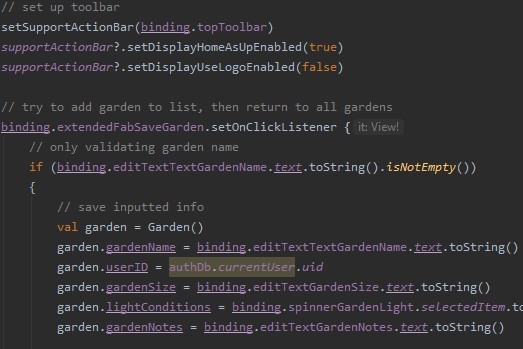 // set up toolbar
setSupportActionBar(binding.topToolbar)
supportActionBar?.setDisplayHomeAsUpEnabled(true)
supportActionBar?.setDisplayUseLogoEnabled(false)
// try to add garden to list, then return to all gardens
binding.extendedFabSaveGarden.setOnClickListener { it: View!
// only validating garden name
if (binding.editTextTextGardenName.text.toString().isNotEmpty())
{
// save inputted info
val garden = Garden()
garden.gardenName = binding.editTextTextGardenName.text.toString()
garden.userID = authDb.currentUser.uid
garden.gardenSize = binding.editTextGardenSize.text.toString()
garden.lightConditions = binding.spinnerGardenLight.selectedItem.to
garden.gardenNotes = binding.editTextGardenNotes.text.toString()